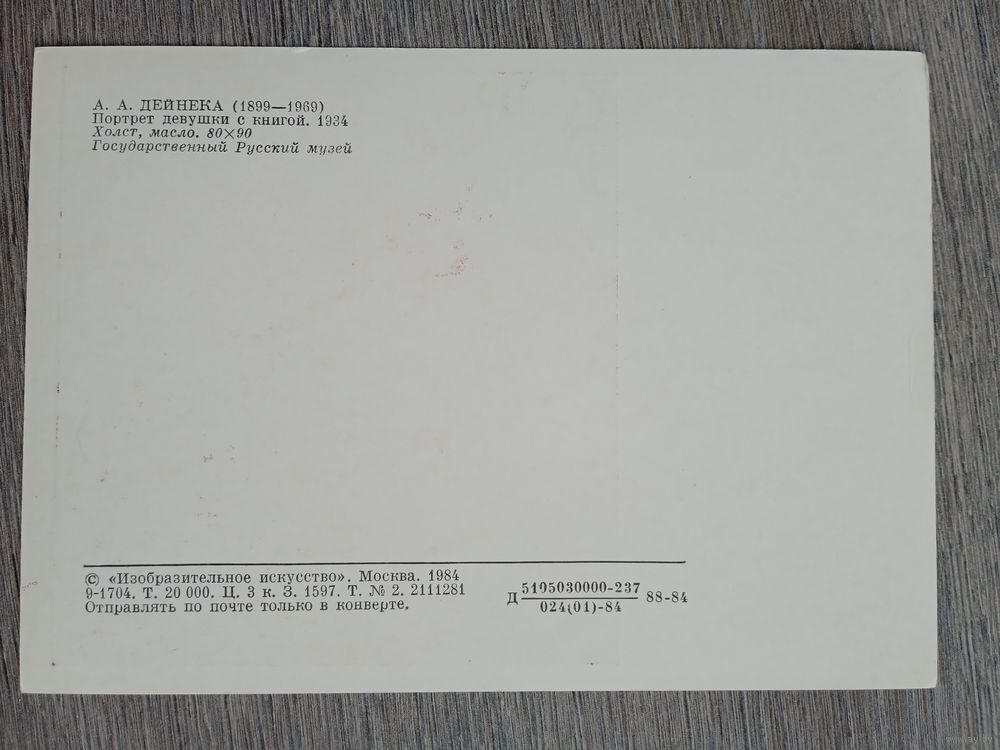 А. А. ДЕЙНЕКА (1899—1969)
Портрет девушки с книгой. 1934
Холст, масло. 80×90
Государственный Русский музей
© «Изобразительное искусство». Москва. 1984
9-1704. Т. 20 000. Ц. 3 к. З. 1597. Т. № 2. 2111281
Отправлять по почте только в конверте.
Д 5105030000-237
024(01)-84
88-84